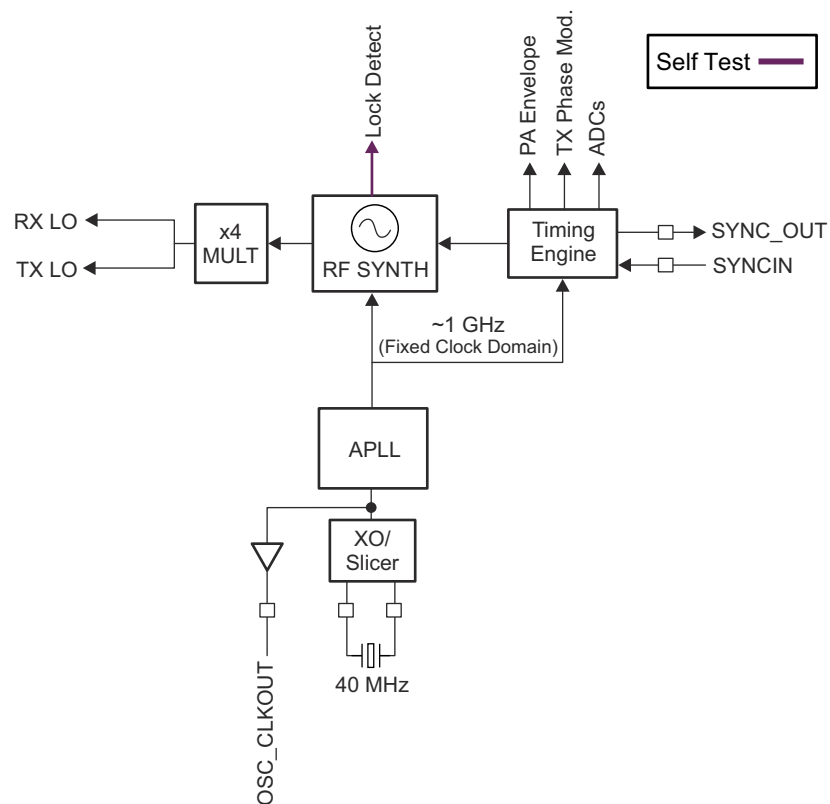 Self Test
Lock Detect
PA Envelope
TX Phase Mod.
ADCs
RX LO
TX LO
x4
MULT
RF SYNTH
Timing
Engine
SYNC_OUT
SYNCIN
~1 GHz
(Fixed Clock Domain)
APLL
XO/
Slicer
40 MHz
OSC_CLKOUT